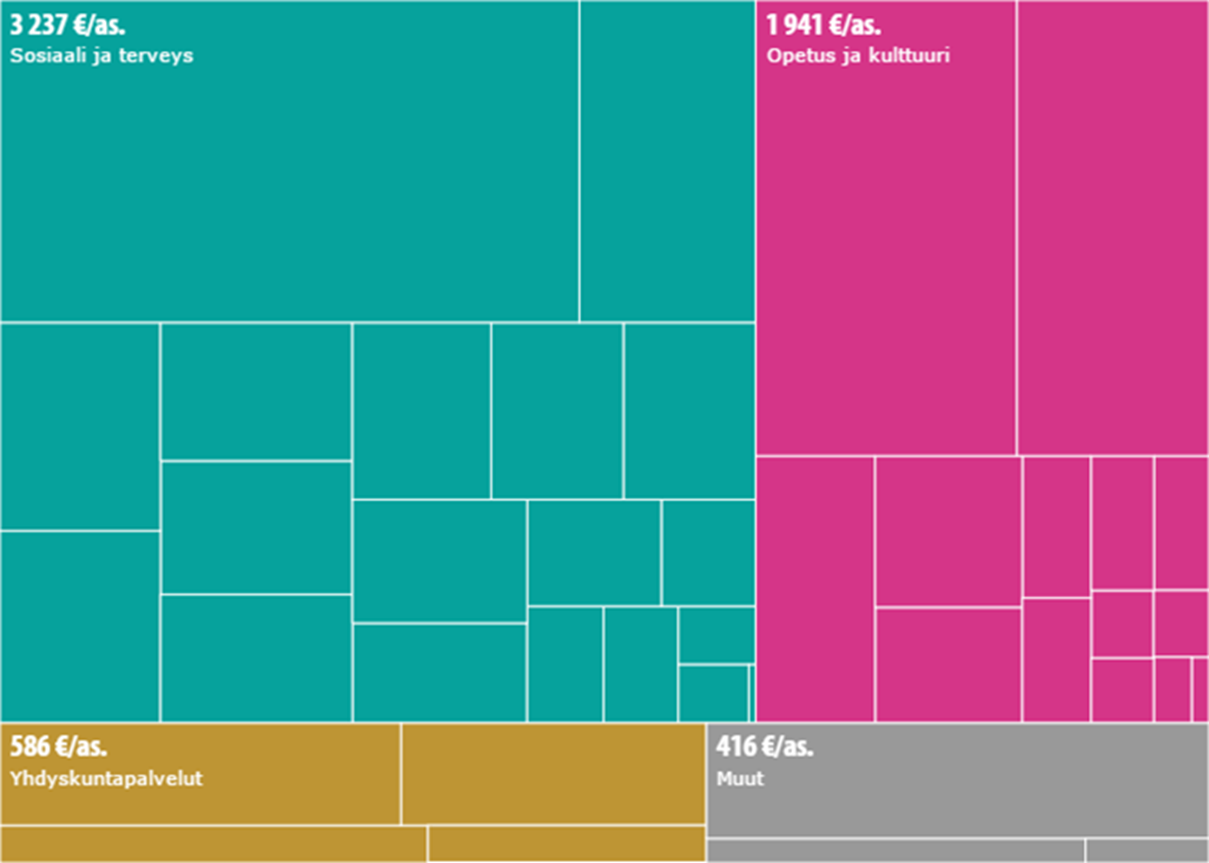 3 237 €/as.
Sosiaali ja terveys
1 941 €/as.
Opetus ja kulttuuri
586 €/as.
Yhdyskuntapalvelut
416 €/as.
Muut